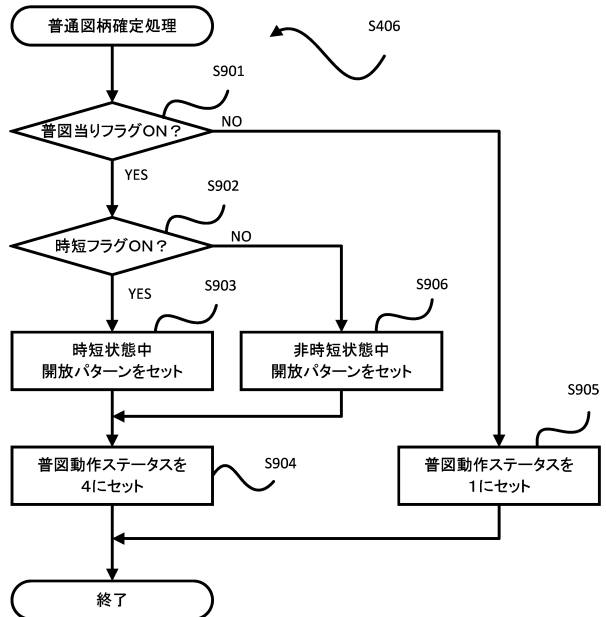 普通図柄確定処理
S406
S901
普図当りフラグON？
NO
YES
S902
時短フラグON？
NO
YES
S903
時短状態中
開放パターンをセット
S906
非時短状態中
開放パターンをセット
S904
普図動作ステータスを
4にセット
S905
普図動作ステータスを
1にセット
終了